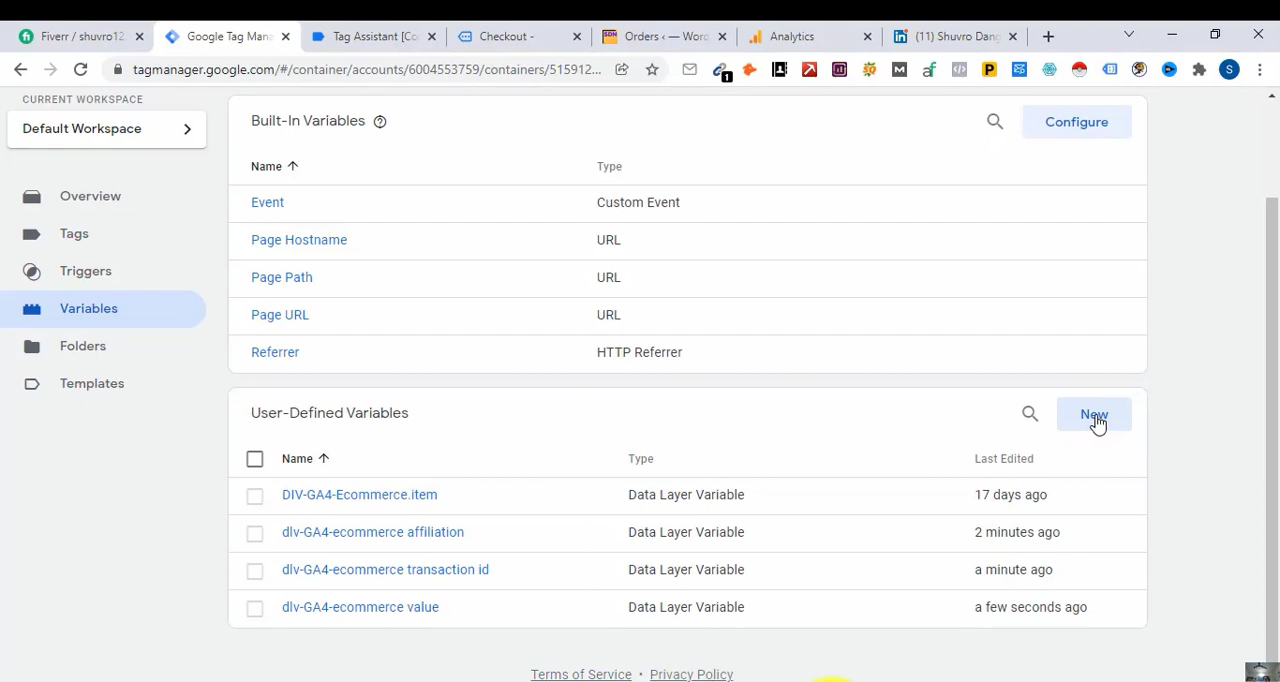 Fiverr / shuvro12
Google Tag Mana
Tag Assistant [Co
Checkout -
Orders ‹ — Word
Analytics
(11) Shuvro Dang
tagmanager.google.com/#/container/accounts/6004553759/containers/515912...
1
S
CURRENT WORKSPACE
Default Workspace
Overview
Tags
Triggers
Variables
Folders
Templates
Built-In Variables
Configure
Name Type
Event Custom Event
Page Hostname URL
Page Path URL
Page URL URL
Referrer HTTP Referrer
User-Defined Variables
New
Name Type Last Edited
DIV-GA4-Ecommerce.item Data Layer Variable 17 days ago
dlv-GA4-ecommerce affiliation Data Layer Variable 2 minutes ago
dlv-GA4-ecommerce transaction id Data Layer Variable a minute ago
dlv-GA4-ecommerce value Data Layer Variable a few seconds ago
Terms of Service • Privacy Policy